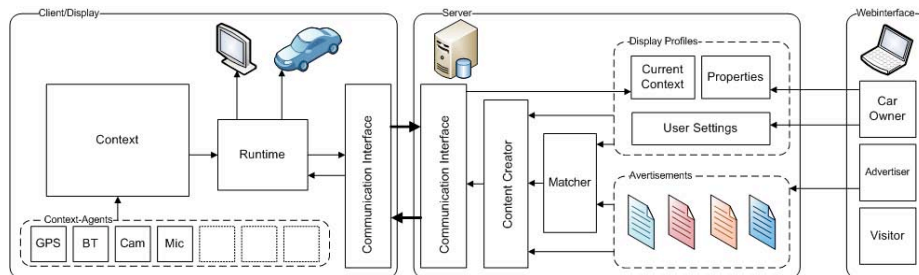 Client/Display
Server
Webinterface
Display Profiles
Current
Context
Properties
Car
Owner
User Settings
Context
Runtime
Communication Interface
Communication Interface
Content Creator
Matcher
Avertisements
Advertiser
Context-Agents
GPS
BT
Cam
Mic
Visitor